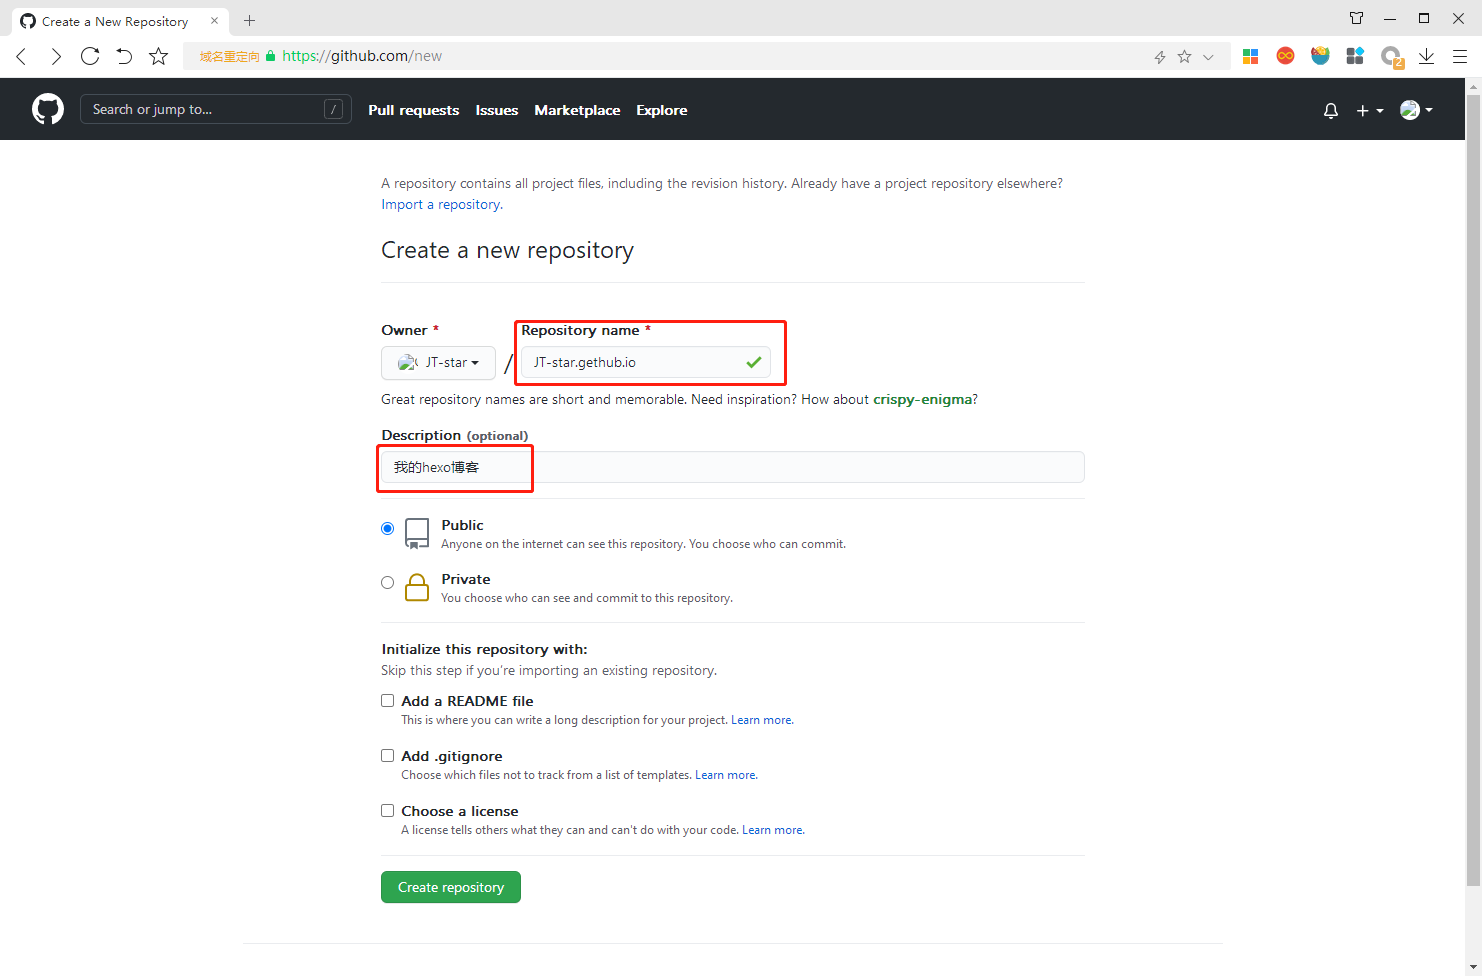 Create a New Repository
域名重定向 https://github.com/new
2
Search or jump to... /
Pull requests Issues Marketplace Explore
A repository contains all project files, including the revision history. Already have a project repository elsewhere?
Import a repository.
Create a new repository
Owner * Repository name *
JT-star / JT-star.gethub.io
Great repository names are short and memorable. Need inspiration? How about crispy-enigma?
Description (optional)
我的hexo博客
Public
Anyone on the internet can see this repository. You choose who can commit.
Private
You choose who can see and commit to this repository.
Initialize this repository with:
Skip this step if you're importing an existing repository.
Add a README file
This is where you can write a long description for your project. Learn more.
Add .gitignore
Choose which files not to track from a list of templates. Learn more.
Choose a license
A license tells others what they can and can't do with your code. Learn more.
Create repository